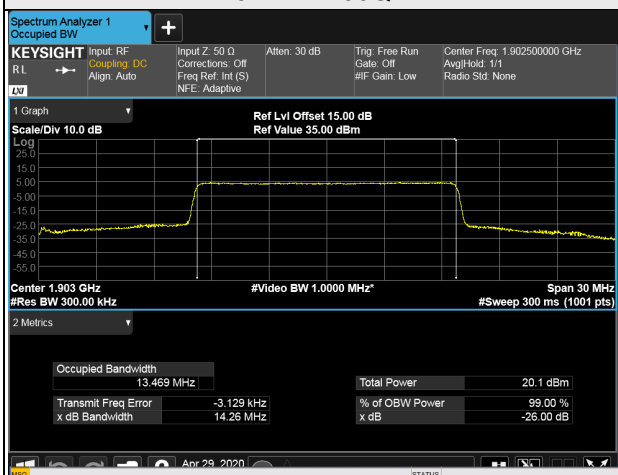 Spectrum Analyzer 1
Occupied BW
+
KEYSIGHT Input: RF Input Z: 50 Ω Atten: 30 dB Trig: Free Run Center Freq: 1.902500000 GHz
RL Coupling: DC Corrections: Off Gate: Off Avg|Hold: 1/1
Align: Auto Freq Ref: Int (S) #IF Gain: Low Radio Std: None
LXI NFE: Adaptive
1 Graph
Ref Lvl Offset 15.00 dB
Scale/Div 10.0 dB Ref Value 35.00 dBm
Log
25.0
15.0
5.00
-5.00
-15.0
-25.0
-35.0
-45.0
-55.0
Center 1.903 GHz #Video BW 1.0000 MHz* Span 30 MHz
#Res BW 300.00 kHz #Sweep 300 ms (1001 pts)
2 Metrics
Occupied Bandwidth
13.469 MHz Total Power 20.1 dBm
Transmit Freq Error -3.129 kHz % of OBW Power 99.00 %
x dB Bandwidth 14.26 MHz x dB -26.00 dB
Apr 29, 2020
MSG STATUS